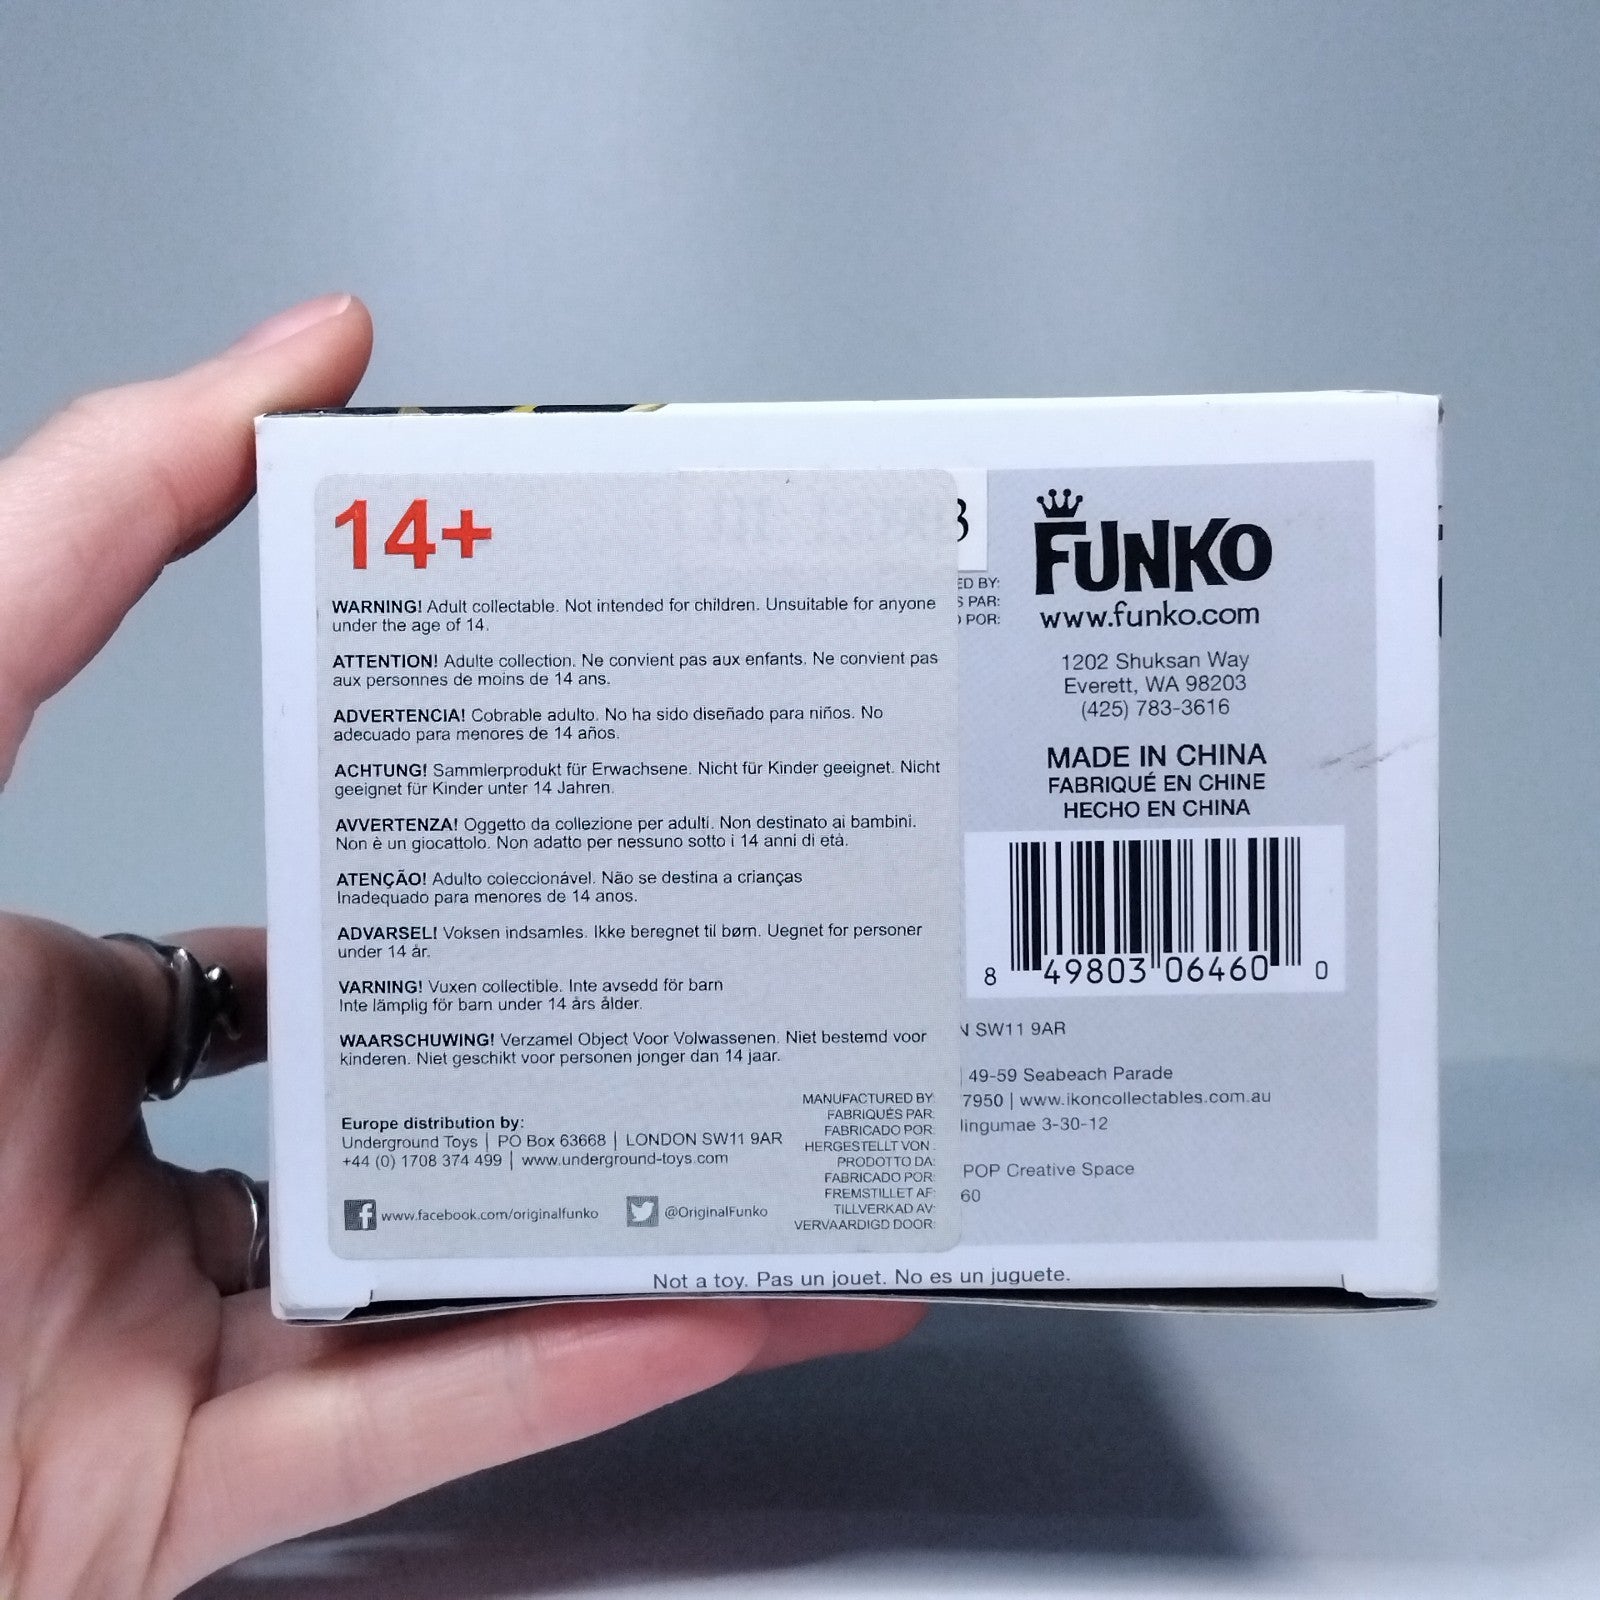 14+
WARNING! Adult collectable. Not intended for children. Unsuitable for anyone
under the age of 14.
ATTENTION! Adulte collection. Ne convient pas aux enfants. Ne convient pas
aux personnes de moins de 14 ans.
ADVERTENCIA! Cobrable adulto. No ha sido diseñado para niños. No
adecuado para menores de 14 años.
ACHTUNG! Sammlerprodukt für Erwachsene. Nicht für Kinder geeignet. Nicht
geeignet für Kinder unter 14 Jahren.
AVVERTENZA! Oggetto da collezione per adulti. Non destinato ai bambini.
Non è un giocattolo. Non adatto per nessuno sotto i 14 anni di età.
ATENÇÃO! Adulto coleccionável. Não se destina a crianças
Inadequado para menores de 14 anos.
ADVARSEL! Voksen indsamles. Ikke beregnet til børn. Uegnet for personer
under 14 år.
VARNING! Vuxen collectible. Inte avsedd för barn
Inte lämplig för barn under 14 års ålder.
WAARSCHUWING! Verzamel Object Voor Volwassenen. Niet bestemd voor
kinderen. Niet geschikt voor personen jonger dan 14 jaar.
Europe distribution by:
Underground Toys | PO Box 63668 | LONDON SW11 9AR
+44 (0) 1708 374 499 | www.underground-toys.com
www.facebook.com/originalfunko
@OriginalFunko
MANUFACTURED BY:
FABRIQUÉS PAR:
FABRICADO POR:
HERGESTELLT VON:
PRODOTTO DA:
FABRICADO POR:
FREMSTILLET AF:
TILLVERKAD AV:
VERVAARDIGD DOOR:
ED BY:
S PAR:
POR:
FUNKO
www.funko.com
1202 Shuksan Way
Everett, WA 98203
(425) 783-3616
MADE IN CHINA
FABRIQUÉ EN CHINE
HECHO EN CHINA
8 49803 06460 0
N SW11 9AR
49-59 Seabeach Parade
7950 | www.ikoncollectables.com.au
lingumae 3-30-12
POP Creative Space
60
Not a toy. Pas un jouet. No es un juguete.